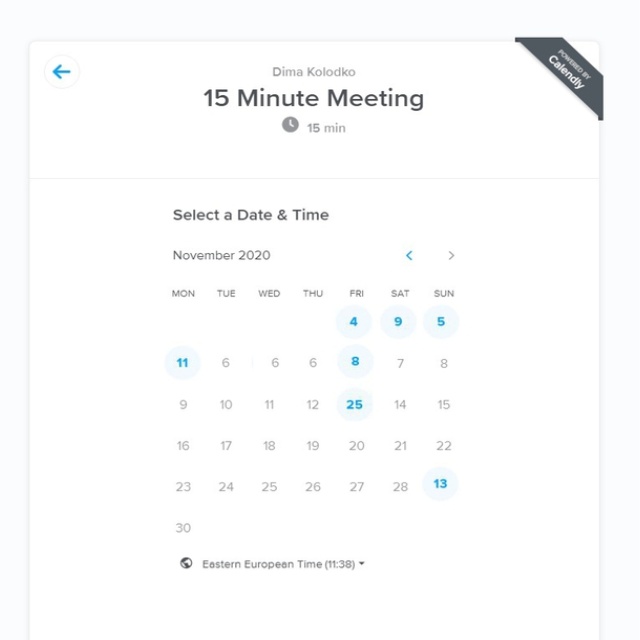 POWERED BY
Calendly
Dima Kolodko
15 Minute Meeting
15 min
Select a Date & Time
November 2020
MON TUE WED THU FRI SAT SUN
4 9 5
11 6 6 6 8 7 8
9 10 11 12 25 14 15
16 17 18 19 20 21 22
23 24 25 26 27 28 13
30
Eastern European Time (11:38)